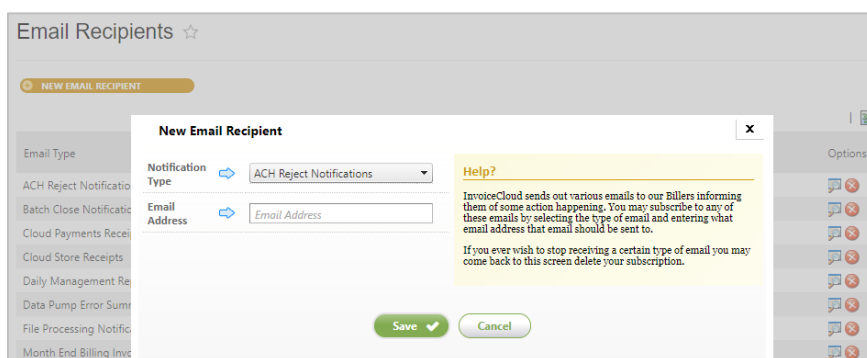 Email Recipients
NEW EMAIL RECIPIENT
New Email Recipient
x
Email Type
Options
Notification
Type
ACH Reject Notifications
Email
Address
Email Address
Help?
InvoiceCloud sends out various emails to our Billers informing
them of some action happening. You may subscribe to any of
these emails by selecting the type of email and entering what
email address that email should be sent to.
If you ever wish to stop receiving a certain type of email you may
come back to this screen delete your subscription.
ACH Reject Notificatio
Batch Close Notificatio
Cloud Payments Recei
Cloud Store Receipts
Daily Management Re
Data Pump Error Sum
File Processing Notific
Month End Billing Invo
Save
Cancel